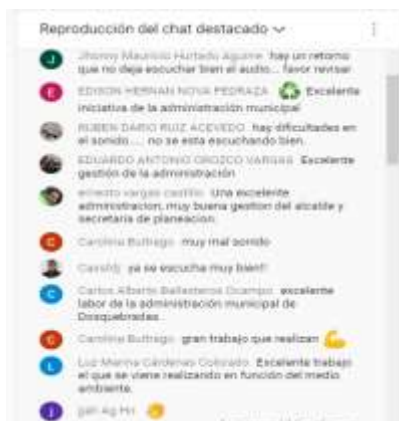 Reproducción del chat destacado
Jhonny Mauricio Hurtado Aguirre hay un retorno
que no deja escuchar bien el audio... favor revisar
EDISON HERNAN NOVA PEDRAZA ♻ Excelente
iniciativa de la administración municipal
RUBEN DARIO RUIZ ACEVEDO hay dificultades en
el sonido..... no se esta escuchando bien.
EDUARDO ANTONIO OROZCO VARGAS Excelente
gestión de la administración
ernesto vargas castillo Una excelente
administracion, muy buena gestion del alcalde y
secretaria de planeacion.
Carolina Buitrago muy mal sonido
ya se escucha muy bien!!
Carlos Alberto Ballesteros Ocampo excelente
labor de la administración municipal de
Dosquebradas.
Carolina Buitrago gran trabajo que realizan 💪
Luz Marina Cárdenas Colorado Excelente trabajo
el que se viene realizando en función del medio
ambiente.